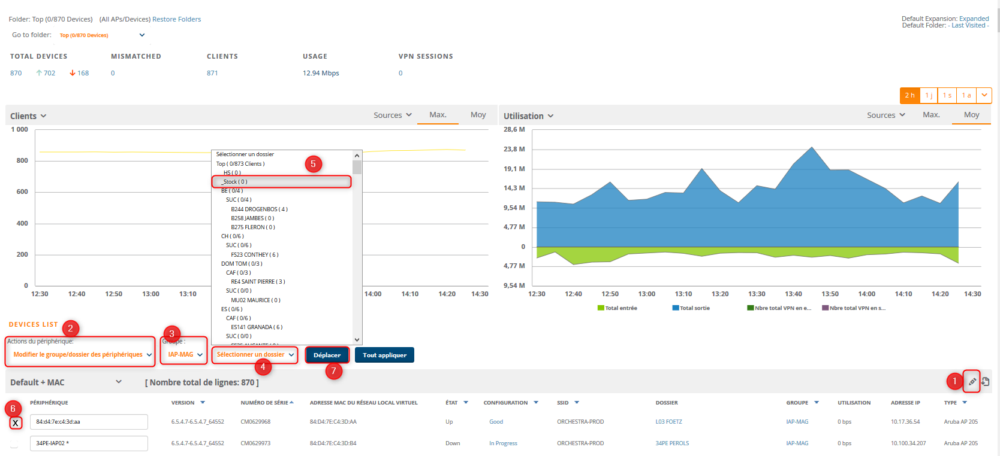 Folder: Top (0/870 Devices) (All APs/Devices) Restore Folders
Default Expansion: Expanded
Default Folder: - Last Visited -
Go to folder: Top (0/870 Devices)
TOTAL DEVICES MISMATCHED CLIENTS USAGE VPN SESSIONS
870 702 168 0 871 12.94 Mbps 0
2 h 1 j 1 s 1 a
Clients Sources Max. Moy
Utilisation Sources Max. Moy
1 000
800
600
400
200
0
12:30 12:40 12:50 13:00 13:10 14:00 14:10 14:20 14:30
28,6 M
23,8 M
19,1 M
14,3 M
9,54 M
4,77 M
0
4,77 M
9,54 M
12:30 12:40 12:50 13:00 13:10 13:20 13:30 13:40 13:50 14:00 14:10 14:20 14:30
Total entrée Total sortie Nbre total VPN en e... Nbre total VPN en s...
Sélectionner un dossier
Top ( 0/873 Clients )
5
_HS ( 0 )
_Stock ( 0 )
BE ( 0/4 )
SUC ( 0/4 )
B244 DROGENBOS ( 4 )
B258 JAMBES ( 0 )
B275 FLERON ( 0 )
CH ( 0/6 )
SUC ( 0/6 )
FS23 CONTHEY ( 6 )
DOM TOM ( 0/3 )
CAF ( 0/3 )
RE4 SAINT PIERRE ( 3 )
SUC ( 0/0 )
MU02 MAURICE ( 0 )
ES ( 0/6 )
CAF ( 0/6 )
ES141 GRANADA ( 6 )
SUC ( 0/0 )
DEVICES LIST
2 3
Actions du périphérique: Groupe :
Modifier le groupe/dossier des périphériques IAP-MAG Sélectionner un dossier Déplacer Tout appliquer
4 7
Default + MAC [ Nombre total de lignes: 870 ] 1
PÉRIPHÉRIQUE VERSION NUMÉRO DE SÉRIE ADRESSE MAC DU RÉSEAU LOCAL VIRTUEL ÉTAT CONFIGURATION SSID DOSSIER GROUPE UTILISATION ADRESSE IP TYPE
6
X 84:d4:7e:c4:3d:aa 6.5.4.7-6.5.4.7_64552 CM0629968 84:D4:7E:C4:3D:AA Up Good ORCHESTRA-PROD L03 FOETZ IAP-MAG 0 bps 10.17.36.54 Aruba AP 205
34PE-IAP02 * 6.5.4.7-6.5.4.7_64552 CM0629973 84:D4:7E:C4:3D:B4 Down In Progress ORCHESTRA-PROD 34PE PEROLS IAP-MAG 0 bps 10.100.34.207 Aruba AP 205